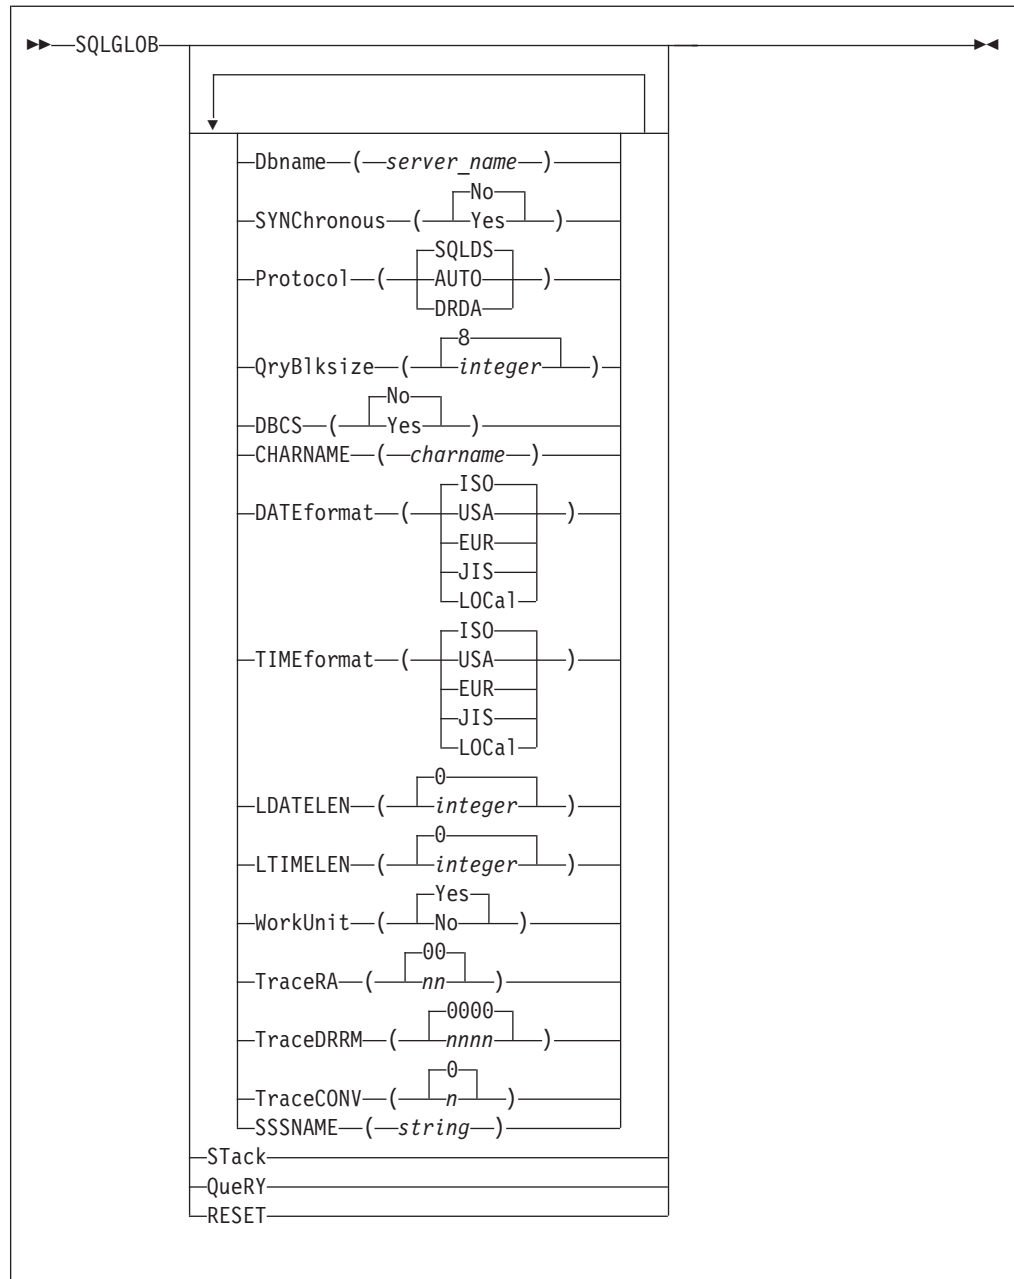 SQLGLOB
Dbname ( server_name )
No
SYNChronous ( Yes )
SQLDS
Protocol ( AUTO )
DRDA
8
QryBlksize ( integer )
No
DBCS ( Yes )
CHARNAME ( charname )
ISO
DATEformat ( USA )
EUR
JIS
LOCal
ISO
TIMEformat ( USA )
EUR
JIS
LOCal
0
LDATELEN ( integer )
0
LTIMELEN ( integer )
Yes
WorkUnit ( No )
00
TraceRA ( nn )
0000
TraceDRRM ( nnnn )
0
TraceCONV ( n )
SSSNAME ( string )
STack
QueRY
RESET